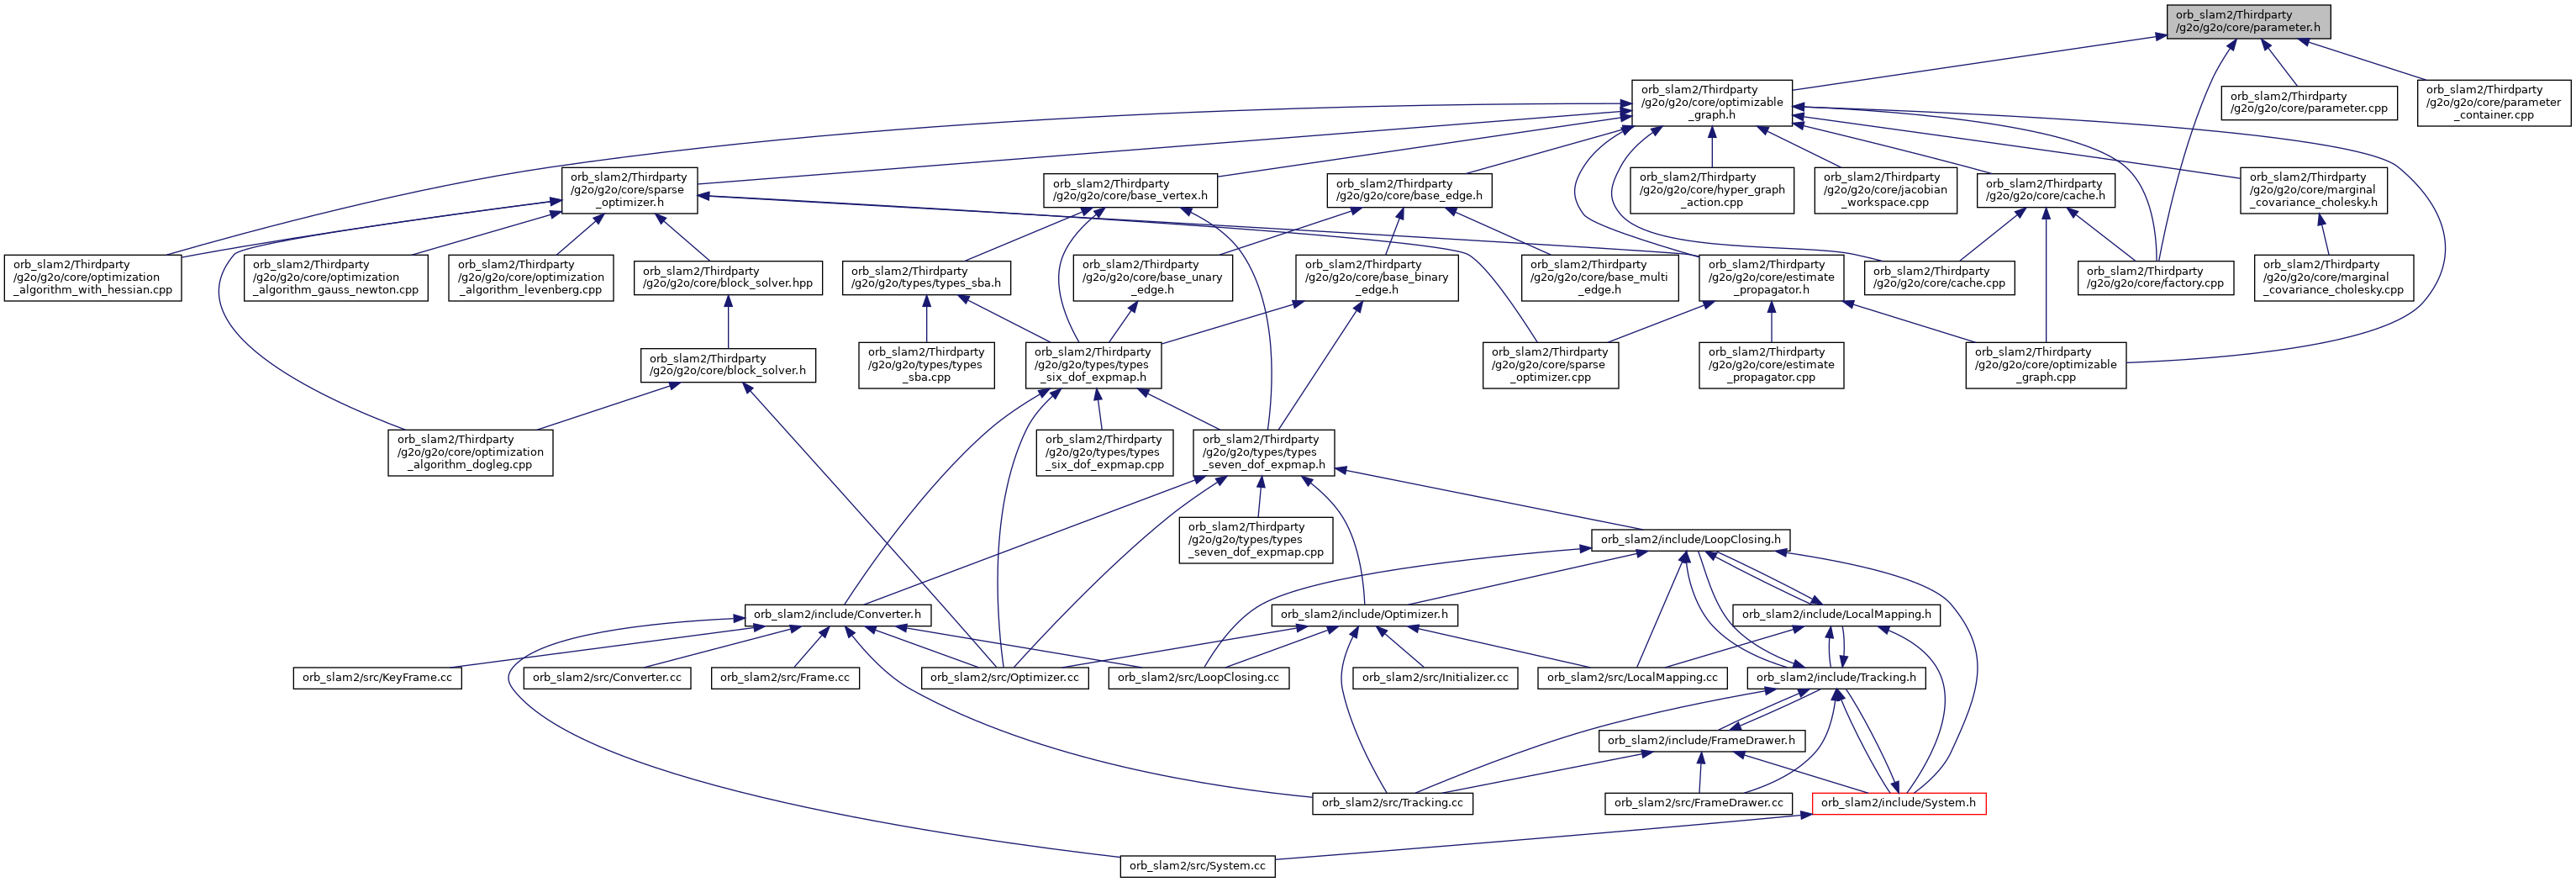 orb_slam2/Thirdparty
/g2o/g2o/core/parameter.h
orb_slam2/Thirdparty
/g2o/g2o/core/optimizable
_graph.h
orb_slam2/Thirdparty
/g2o/g2o/core/parameter.cpp
orb_slam2/Thirdparty
/g2o/g2o/core/parameter
_container.cpp
orb_slam2/Thirdparty
/g2o/g2o/core/sparse
_optimizer.h
orb_slam2/Thirdparty
/g2o/g2o/core/base_vertex.h
orb_slam2/Thirdparty
/g2o/g2o/core/base_edge.h
orb_slam2/Thirdparty
/g2o/g2o/core/hyper_graph
_action.cpp
orb_slam2/Thirdparty
/g2o/g2o/core/jacobian
_workspace.cpp
orb_slam2/Thirdparty
/g2o/g2o/core/cache.h
orb_slam2/Thirdparty
/g2o/g2o/core/marginal
_covariance_cholesky.h
orb_slam2/Thirdparty
/g2o/g2o/core/optimization
_algorithm_with_hessian.cpp
orb_slam2/Thirdparty
/g2o/g2o/core/optimization
_algorithm_gauss_newton.cpp
orb_slam2/Thirdparty
/g2o/g2o/core/optimization
_algorithm_levenberg.cpp
orb_slam2/Thirdparty
/g2o/g2o/core/block_solver.hpp
orb_slam2/Thirdparty
/g2o/g2o/types/types_sba.h
orb_slam2/Thirdparty
/g2o/g2o/core/base_unary
_edge.h
orb_slam2/Thirdparty
/g2o/g2o/core/base_binary
_edge.h
orb_slam2/Thirdparty
/g2o/g2o/core/base_multi
_edge.h
orb_slam2/Thirdparty
/g2o/g2o/core/estimate
_propagator.h
orb_slam2/Thirdparty
/g2o/g2o/core/cache.cpp
orb_slam2/Thirdparty
/g2o/g2o/core/factory.cpp
orb_slam2/Thirdparty
/g2o/g2o/core/marginal
_covariance_cholesky.cpp
orb_slam2/Thirdparty
/g2o/g2o/core/block_solver.h
orb_slam2/Thirdparty
/g2o/g2o/types/types
_sba.cpp
orb_slam2/Thirdparty
/g2o/g2o/types/types
_six_dof_expmap.h
orb_slam2/Thirdparty
/g2o/g2o/core/sparse
_optimizer.cpp
orb_slam2/Thirdparty
/g2o/g2o/core/estimate
_propagator.cpp
orb_slam2/Thirdparty
/g2o/g2o/core/optimizable
_graph.cpp
orb_slam2/Thirdparty
/g2o/g2o/core/optimization
_algorithm_dogleg.cpp
orb_slam2/Thirdparty
/g2o/g2o/types/types
_six_dof_expmap.cpp
orb_slam2/Thirdparty
/g2o/g2o/types/types
_seven_dof_expmap.h
orb_slam2/Thirdparty
/g2o/g2o/types/types
_seven_dof_expmap.cpp
orb_slam2/include/LoopClosing.h
orb_slam2/include/Converter.h
orb_slam2/include/Optimizer.h
orb_slam2/include/LocalMapping.h
orb_slam2/src/KeyFrame.cc
orb_slam2/src/Converter.cc
orb_slam2/src/Frame.cc
orb_slam2/src/Optimizer.cc
orb_slam2/src/LoopClosing.cc
orb_slam2/src/Initializer.cc
orb_slam2/src/LocalMapping.cc
orb_slam2/include/Tracking.h
orb_slam2/include/FrameDrawer.h
orb_slam2/src/Tracking.cc
orb_slam2/src/FrameDrawer.cc
orb_slam2/include/System.h
orb_slam2/src/System.cc